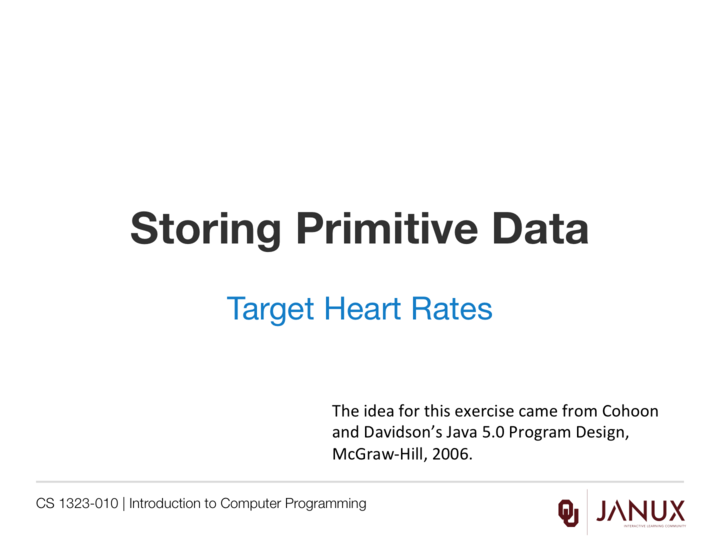 Storing Primitive Data
Target Heart Rates
The idea for this exercise came from Cohoon
and Davidson's Java 5.0 Program Design,
McGraw-Hill, 2006.
CS 1323-010 | Introduction to Computer Programming
OU JANUX
INTERACTIVE LEARNING COMMUNITY